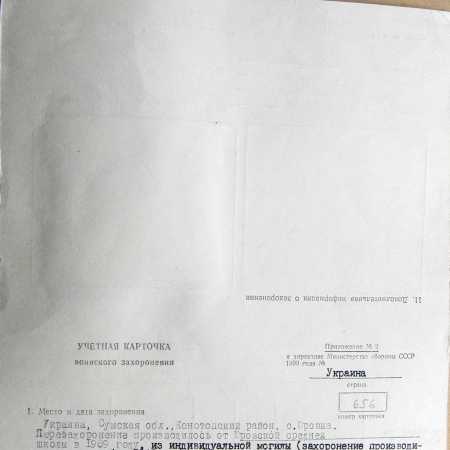 11. Дополнительная информация о захоронении
УЧЕТНАЯ КАРТОЧКА
воинского захоронения
Приложение № 2
к директиве Министерства обороны СССР
1990 года №
Украина
страна
656
номер карточки
1. Место и дата захоронения
Украина, Сумская обл., Конотопский район, с.Юровка.
Перезахоронение производилось от средней
школы в 1969 году, из индивидуальной могилы (захоронение производи-